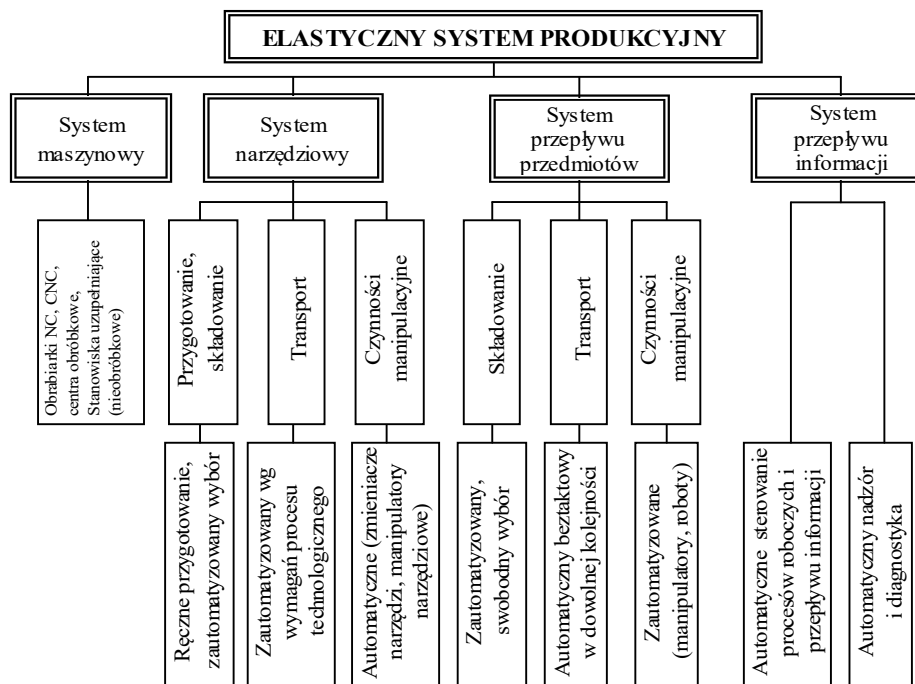 ELASTYCZNY SYSTEM PRODUKCYJNY
System
maszynowy
System
narzędziowy
System
przepływu
przedmiotów
System
przepływu
informacji
Obrabiarki NC, CNC,
centra obróbkowe,
Stanowiska uzupełniające
(nieobróbkowe)
Przygotowanie,
składowanie
Transport
Czynności
manipulacyjne
Składowanie
Transport
Czynności
manipulacyjne
Ręczne przygotowanie,
zautomatyzowany wybór
Zautomatyzowany wg
wymagań procesu
technologicznego
Automatyczne (zmieniacze
narzędzi, manipulatory
narzędziowe)
Zautomatyzowany,
swobodny wybór
Automatyczny beztaktowy
w dowolnej kolejności
Zautomatyzowane
(manipulatory, roboty)
Automatyczne sterowanie
procesów roboczych i
przepływu informacji
Automatyczny nadzór
i diagnostyka